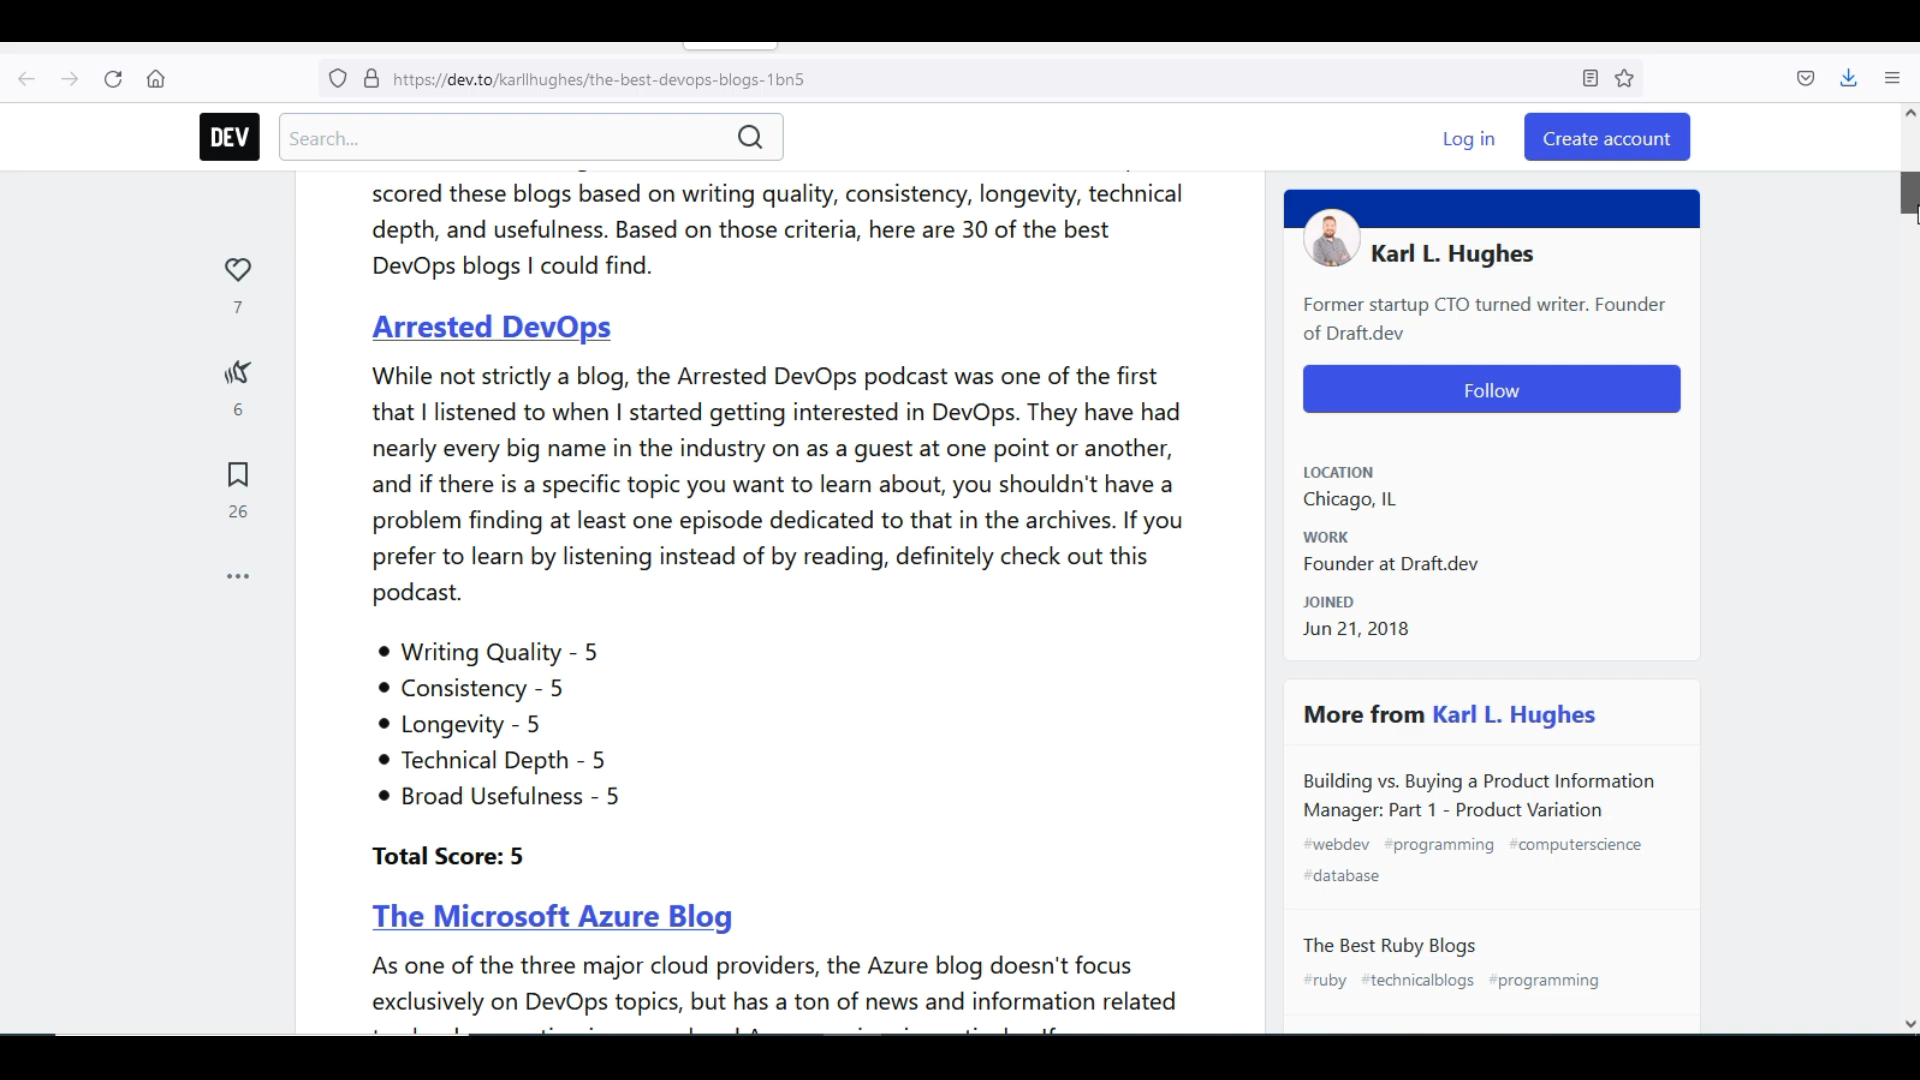 https://dev.to/karllhughes/the-best-devops-blogs-1bn5
DEV
Search...
Log in
Create account
scored these blogs based on writing quality, consistency, longevity, technical
depth, and usefulness. Based on those criteria, here are 30 of the best
DevOps blogs I could find.
7
6
26
Arrested DevOps
While not strictly a blog, the Arrested DevOps podcast was one of the first
that I listened to when I started getting interested in DevOps. They have had
nearly every big name in the industry on as a guest at one point or another,
and if there is a specific topic you want to learn about, you shouldn't have a
problem finding at least one episode dedicated to that in the archives. If you
prefer to learn by listening instead of by reading, definitely check out this
podcast.
• Writing Quality - 5
• Consistency - 5
• Longevity - 5
• Technical Depth - 5
• Broad Usefulness - 5
Total Score: 5
The Microsoft Azure Blog
As one of the three major cloud providers, the Azure blog doesn't focus
exclusively on DevOps topics, but has a ton of news and information related
Karl L. Hughes
Former startup CTO turned writer. Founder
of Draft.dev
Follow
LOCATION
Chicago, IL
WORK
Founder at Draft.dev
JOINED
Jun 21, 2018
More from Karl L. Hughes
Building vs. Buying a Product Information
Manager: Part 1 - Product Variation
#webdev #programming #computerscience
#database
The Best Ruby Blogs
#ruby #technicalblogs #programming